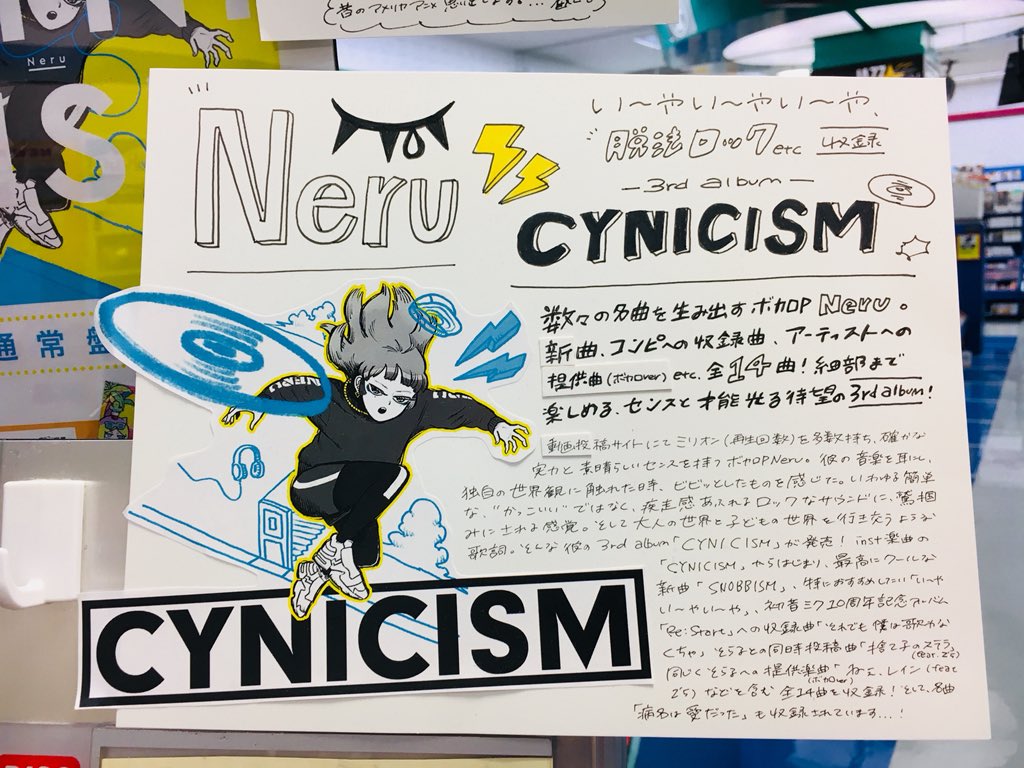 Neru
S
Neru
い〜やい〜やい〜や、
"脱法ロック etc 収録
－3rd album－
CYNICISM
数々の名曲を生み出すボカロP Neru。
新曲、コンピへの収録曲、アーティストへの
提供曲(ボカロver) etc. 全14曲！細部まで
楽しめる、センスと才能光る待望の3rd album！
動画投稿サイトにてミリオン(再生回数)を多数持ち、確かな
実力と素晴らしいセンスを持つボカロPNeru。彼の音楽を耳にし、
独自の世界観に触れた日時、ビビッとしたものを感じた。いわゆる簡単
な、"かっこいい"ではなく、疾走感あふれるロックなサウンドに、鷲掴
みにされる感覚。そして大人の世界と子どもの世界を行き交うような
歌詞。そんな彼の3rd album「CYNICISM」が発売！inst楽曲の
「CYNICISM」からはじまり、最高にクールな
新曲「SNOBBISM」、特におすすめしたい「い〜や
い〜や い〜や」、初音ミク10周年記念アルバム
「Re:Start」への収録曲「それでも僕は歌わな
くちゃ」そらるとの同時投稿曲「捨て子のステラ(feat. z's)」
同じくそらるへの提供楽曲「ねぇ、レイン(feat
z's)(ボカロver)」などを含む 全14曲を収録！そして、名曲
「病名は愛だった」も収録されています…！
CYNICISM
通常盤